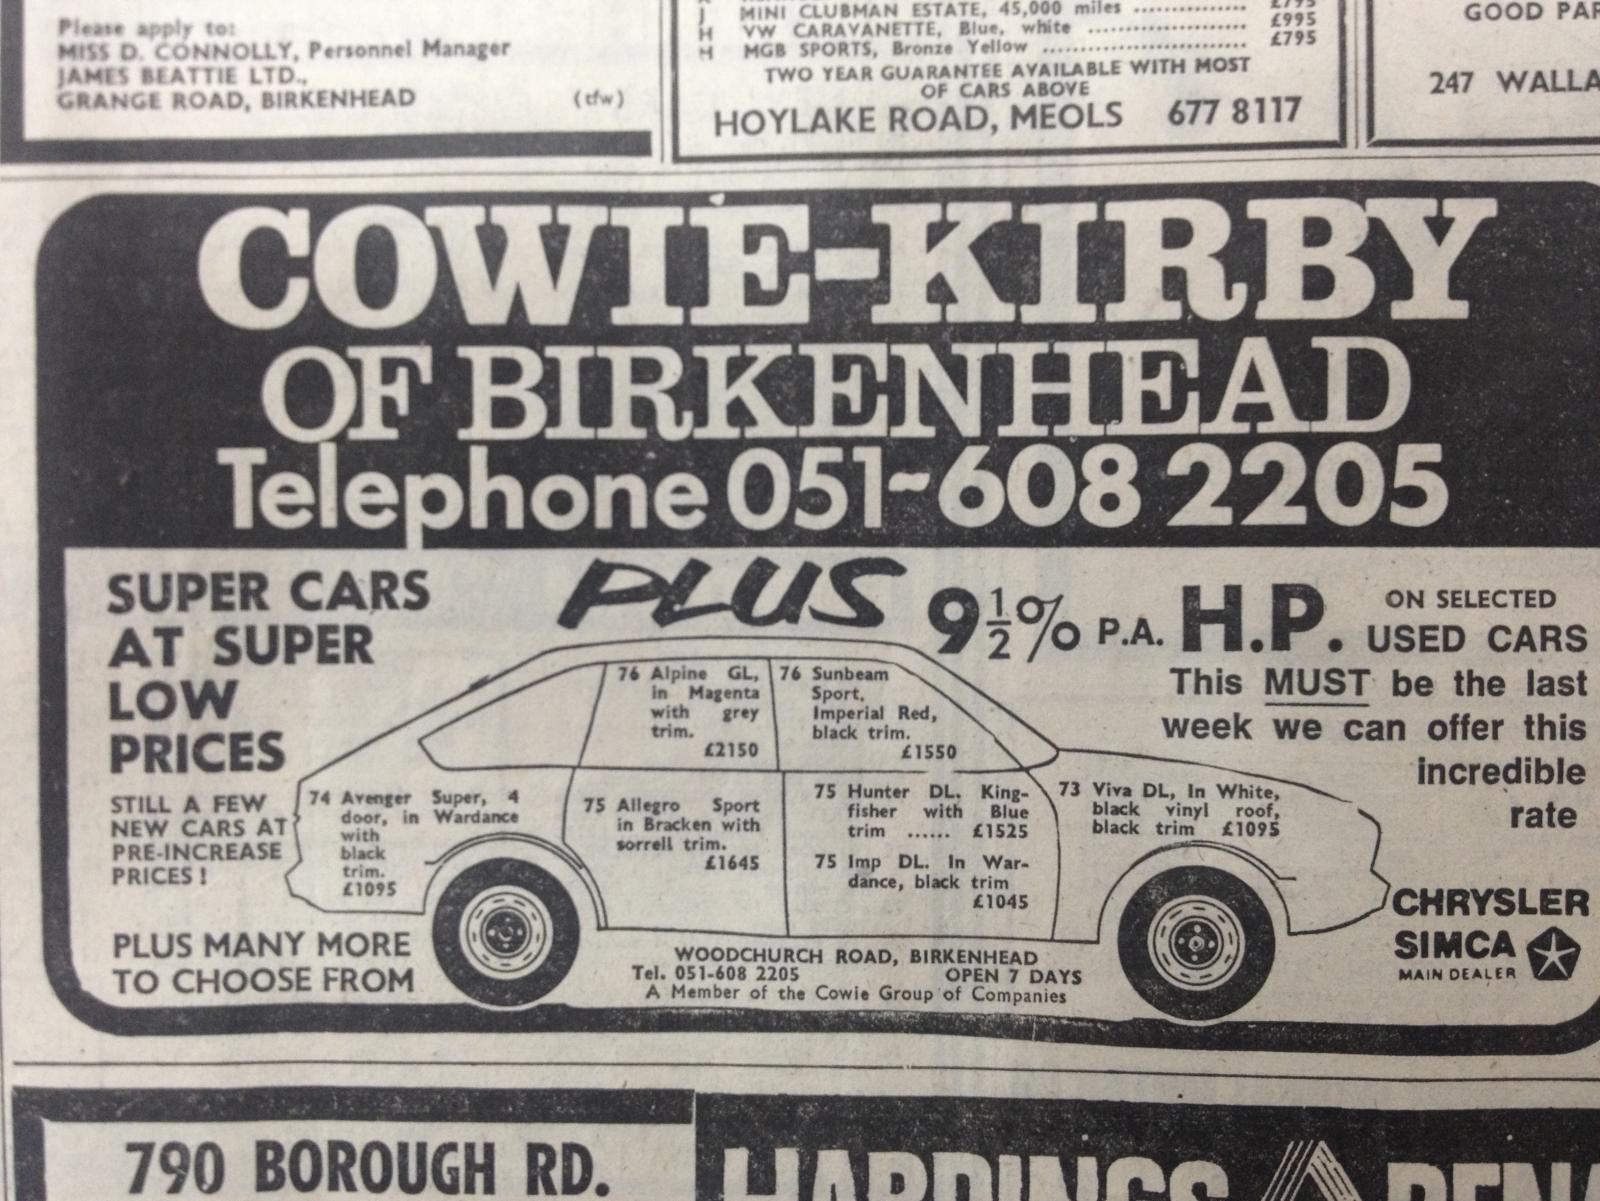 Please apply to:
MISS D. CONNOLLY, Personnel Manager
JAMES BEATTIE LTD.,
GRANGE ROAD, BIRKENHEAD (tfw)
J MINI CLUBMAN ESTATE, 45,000 miles .............. £795
H VW CARAVANETTE, Blue, white .................. £995
H MGB SPORTS, Bronze Yellow ........................ £795
TWO YEAR GUARANTEE AVAILABLE WITH MOST
OF CARS ABOVE
HOYLAKE ROAD, MEOLS 677 8117
GOOD PAR
247 WALLA
COWIE-KIRBY
OF BIRKENHEAD
Telephone 051-608 2205
SUPER CARS
AT SUPER
LOW
PRICES
STILL A FEW
NEW CARS AT
PRE-INCREASE
PRICES !
PLUS MANY MORE
TO CHOOSE FROM
PLUS
9½% P.A. H.P. ON SELECTED
USED CARS
This MUST be the last
week we can offer this
incredible
rate
76 Alpine GL,
in Magenta
with grey
trim.
£2150
76 Sunbeam
Sport,
Imperial Red,
black trim.
£1550
74 Avenger Super, 4
door, in Wardance
with
black
trim.
£1095
75 Allegro Sport
in Bracken with
sorrell trim.
£1645
75 Hunter DL. King-
fisher with Blue
trim ...... £1525
75 Imp DL. In War-
dance, black trim
£1045
73 Viva DL, In White,
black vinyl roof,
black trim £1095
WOODCHURCH ROAD, BIRKENHEAD
Tel. 051-608 2205 OPEN 7 DAYS
A Member of the Cowie Group of Companies
CHRYSLER
SIMCA
MAIN DEALER
790 BOROUGH RD.
HARDINGS